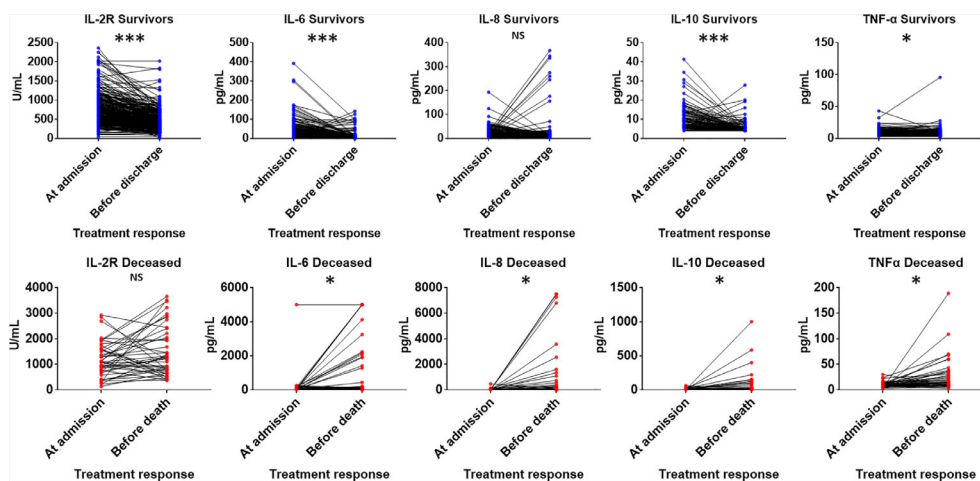 IL-2R Survivors
***
2500
2000
1500
1000
500
0
U/mL
At admission
Before discharge
Treatment response
IL-6 Survivors
***
500
400
300
200
100
0
pg/mL
At admission
Before discharge
Treatment response
IL-8 Survivors
NS
400
300
200
100
0
pg/mL
At admission
Before discharge
Treatment response
IL-10 Survivors
***
50
40
30
20
10
0
pg/mL
At admission
Before discharge
Treatment response
TNF-α Survivors
*
150
100
50
0
pg/mL
At admission
Before discharge
Treatment response
IL-2R Deceased
NS
4000
3000
2000
1000
0
U/mL
At admission
Before death
Treatment response
IL-6 Deceased
*
6000
4000
2000
0
pg/mL
At admission
Before death
Treatment response
IL-8 Deceased
*
8000
6000
4000
2000
0
pg/mL
At admission
Before death
Treatment response
IL-10 Deceased
*
1500
1000
500
0
pg/mL
At admission
Before death
Treatment response
TNFα Deceased
*
200
150
100
50
0
pg/mL
At admission
Before death
Treatment response